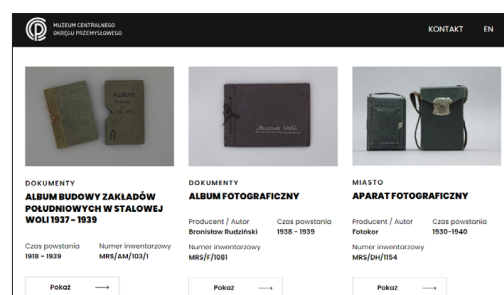 MUZEUM CENTRALNEGO
OKRĘGU PRZEMYSŁOWEGO
KONTAKT
EN
ALBUM
DOKUMENTY
ALBUM BUDOWY ZAKŁADÓW
POŁUDNIOWYCH W STALOWEJ
WOLI 1937 - 1939
Czas powstania
Numer inwentarzowy
1918 - 1939
MRS/AM/103/1
Pokaż
DOKUMENTY
ALBUM FOTOGRAFICZNY
Producent / Autor
Czas powstania
Bronisław Rudziński
1938 - 1939
Numer inwentarzowy
MRS/F/1081
Pokaż
MIASTO
APARAT FOTOGRAFICZNY
Producent / Autor
Czas powstania
Fotokor
1930-1940
Numer inwentarzowy
MRS/DH/1154
Pokaż